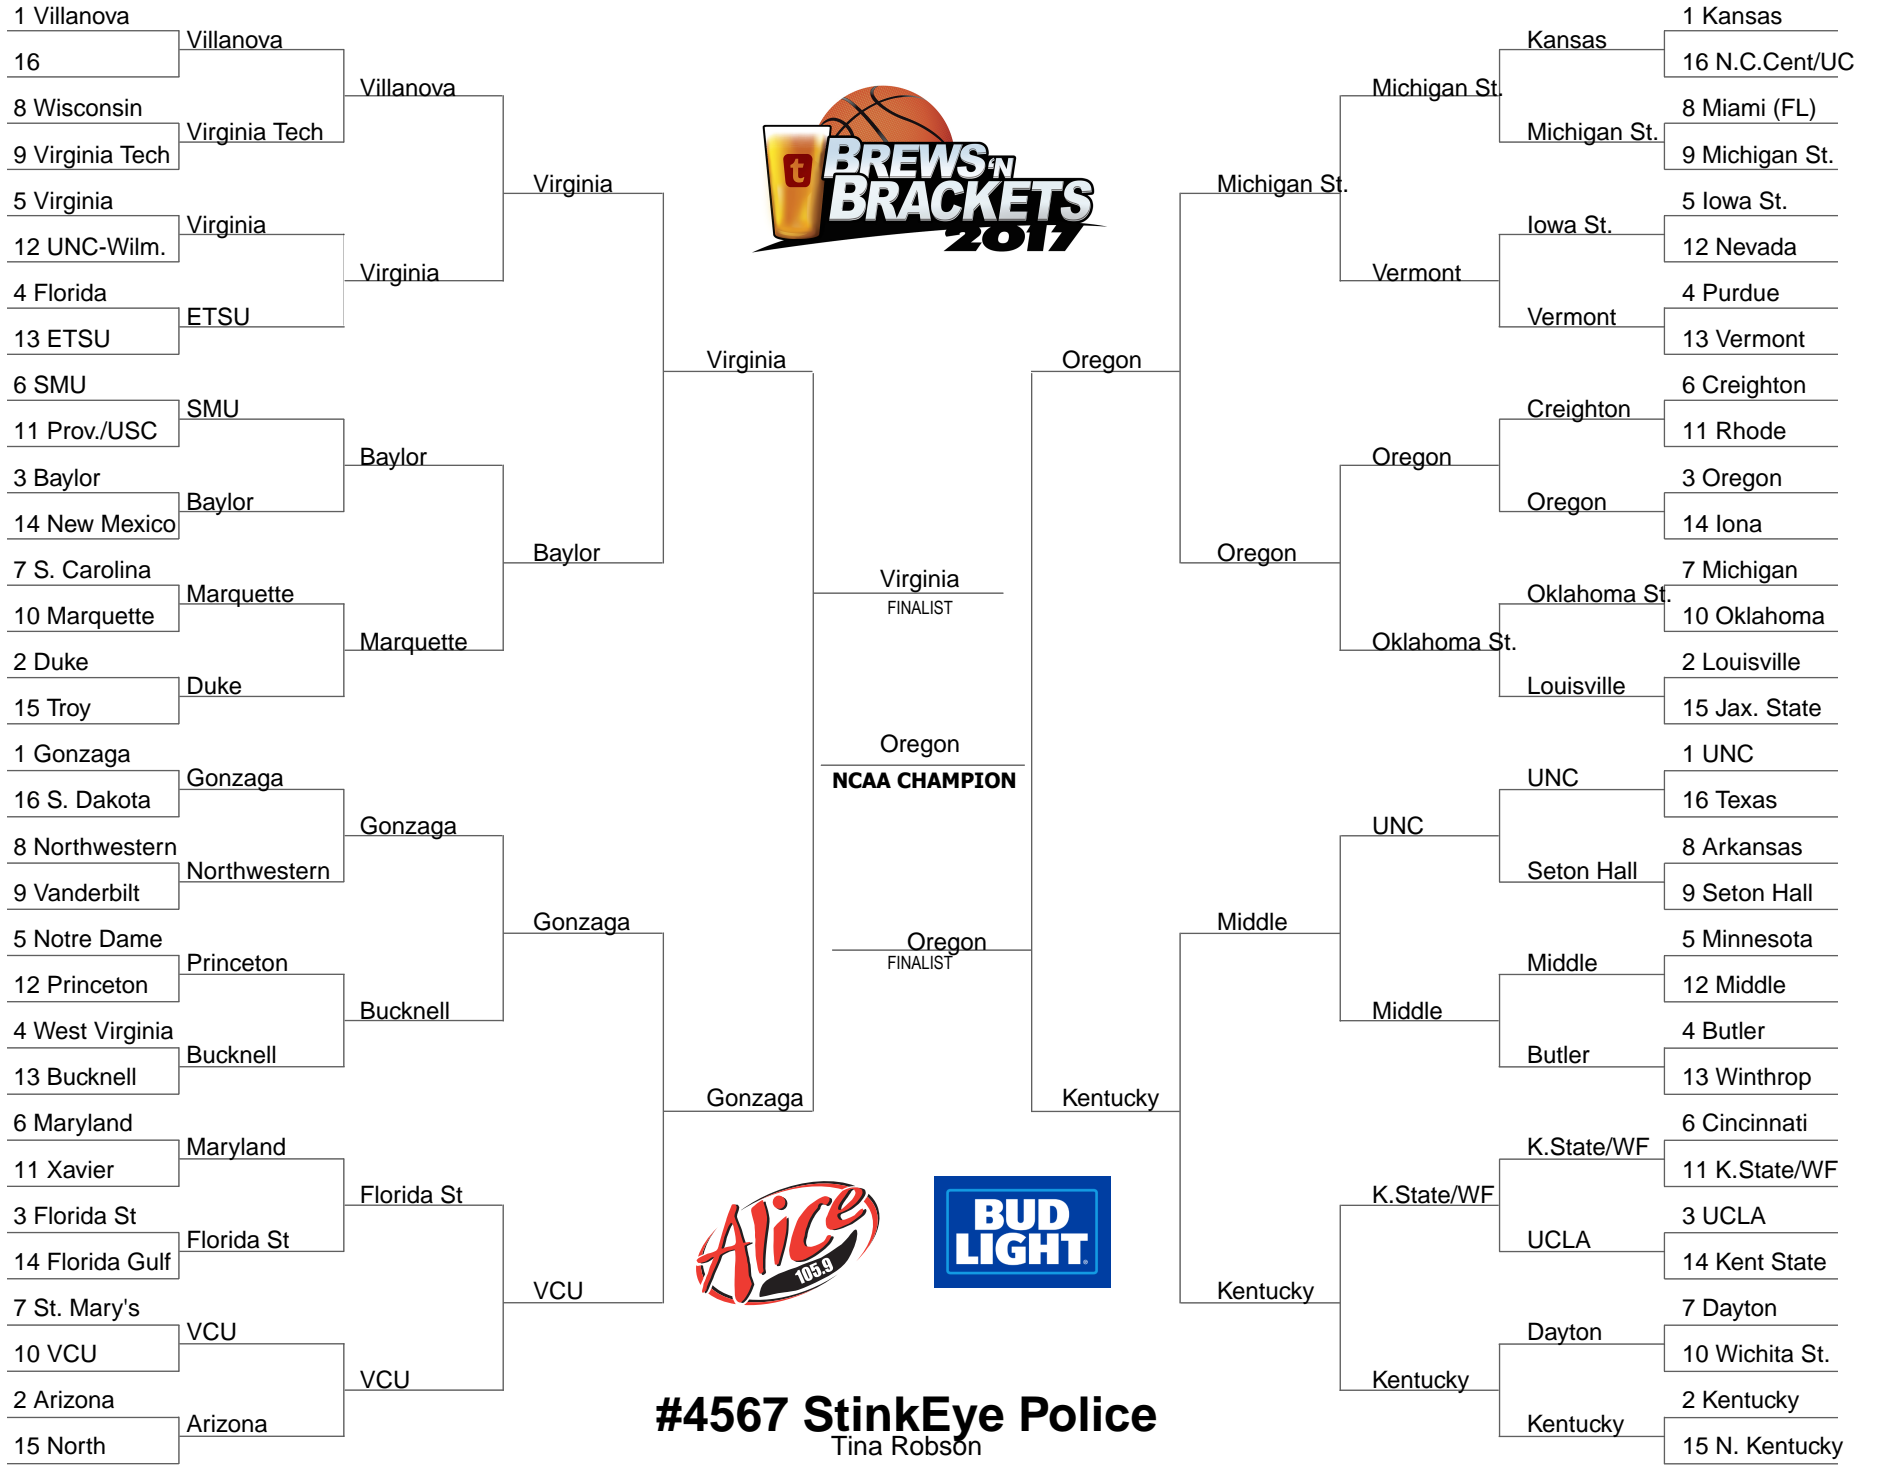 1 Villanova
16
8 Wisconsin
9 Virginia Tech
5 Virginia
12 UNC-Wilm.
4 Florida
13 ETSU
6 SMU
11 Prov./USC
3 Baylor
14 New Mexico
7 S. Carolina
10 Marquette
2 Duke
15 Troy
1 Gonzaga
16 S. Dakota
8 Northwestern
9 Vanderbilt
5 Notre Dame
12 Princeton
4 West Virginia
13 Bucknell
6 Maryland
11 Xavier
3 Florida St
14 Florida Gulf
7 St. Mary's
10 VCU
2 Arizona
15 North
Villanova
Virginia Tech
Virginia
ETSU
SMU
Baylor
Marquette
Duke
Gonzaga
Northwestern
Princeton
Bucknell
Maryland
Florida St
VCU
Arizona
Villanova
Virginia
Baylor
Marquette
Gonzaga
Bucknell
Florida St
VCU
Virginia
Baylor
Gonzaga
VCU
Virginia
Gonzaga
t
BREWS 'N
BRACKETS
2017
Virginia
FINALIST
Oregon
NCAA CHAMPION
Oregon
FINALIST
Alice
105.9
BUD
LIGHT
#4567 StinkEye Police
Tina Robson
Oregon
Kentucky
Michigan St.
Oregon
Middle
Kentucky
Michigan St.
Vermont
Oregon
Oklahoma St.
UNC
Middle
K.State/WF
Kentucky
Kansas
Michigan St.
Iowa St.
Vermont
Creighton
Oregon
Oklahoma St.
Louisville
UNC
Seton Hall
Middle
Butler
K.State/WF
UCLA
Dayton
Kentucky
1 Kansas
16 N.C.Cent/UC
8 Miami (FL)
9 Michigan St.
5 Iowa St.
12 Nevada
4 Purdue
13 Vermont
6 Creighton
11 Rhode
3 Oregon
14 Iona
7 Michigan
10 Oklahoma
2 Louisville
15 Jax. State
1 UNC
16 Texas
8 Arkansas
9 Seton Hall
5 Minnesota
12 Middle
4 Butler
13 Winthrop
6 Cincinnati
11 K.State/WF
3 UCLA
14 Kent State
7 Dayton
10 Wichita St.
2 Kentucky
15 N. Kentucky